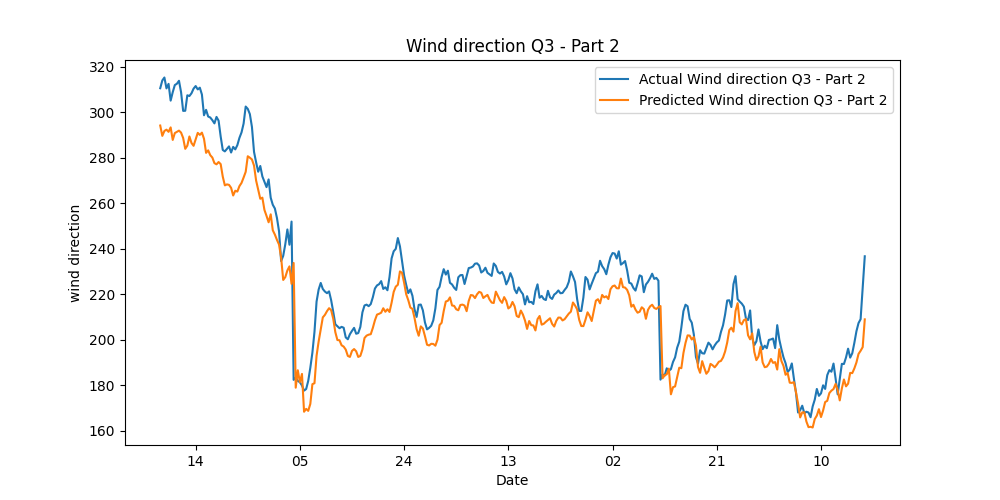 Wind direction Q3 - Part 2
Actual Wind direction Q3 - Part 2
Predicted Wind direction Q3 - Part 2
320
300
280
260
240
220
200
180
160
wind direction
14 05 24 13 02 21 10
Date